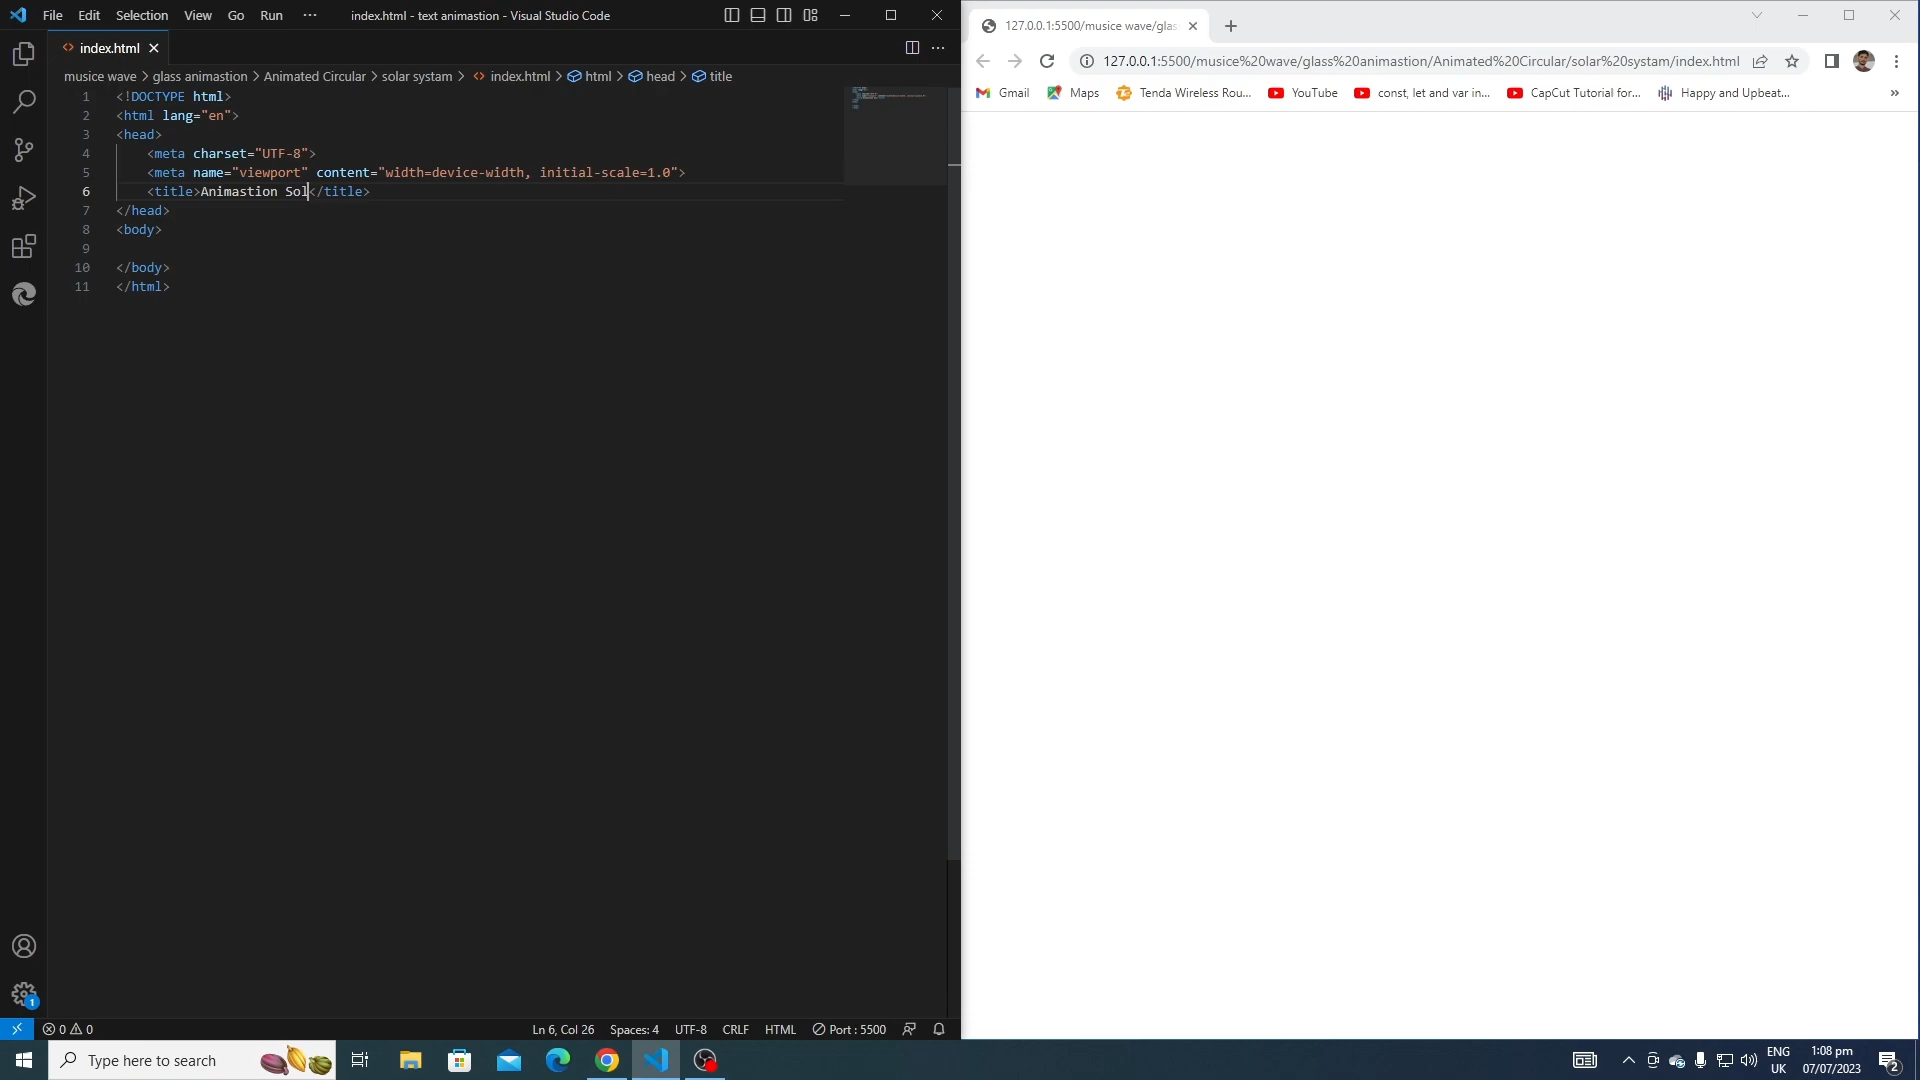 File Edit Selection View Go Run ··· index.html - text animastion - Visual Studio Code
index.html
musice wave > glass animastion > Animated Circular > solar systam > index.html > html > head > title
1 <!DOCTYPE html>
2 <html lang="en">
3 <head>
4 <meta charset="UTF-8">
5 <meta name="viewport" content="width=device-width, initial-scale=1.0">
6 <title>Animastion Sol</title>
7 </head>
8 <body>
9
10 </body>
11 </html>
1
0 0 Ln 6, Col 26 Spaces: 4 UTF-8 CRLF HTML Port : 5500
127.0.0.1:5500/musice wave/glas
127.0.0.1:5500/musice%20wave/glass%20animastion/Animated%20Circular/solar%20systam/index.html
Gmail Maps Tenda Wireless Rou... YouTube const, let and var in... CapCut Tutorial for... Happy and Upbeat... »
Type here to search
ENG
UK
1:08 pm
07/07/2023
2